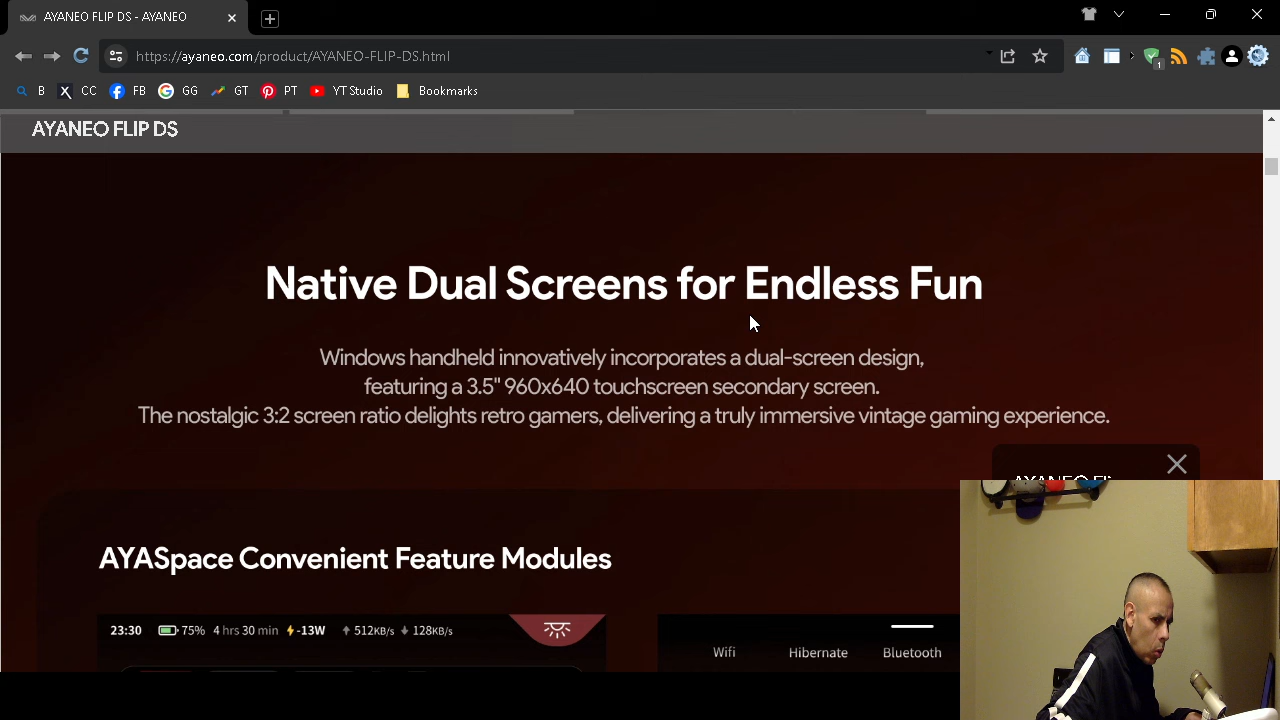 AYANEO FLIP DS - AYANEO
https://ayaneo.com/product/AYANEO-FLIP-DS.html
1
B CC FB GG GT PT YT Studio Bookmarks
AYANEO FLIP DS
Native Dual Screens for Endless Fun
Windows handheld innovatively incorporates a dual-screen design,
featuring a 3.5" 960x640 touchscreen secondary screen.
The nostalgic 3:2 screen ratio delights retro gamers, delivering a truly immersive vintage gaming experience.
AYASpace Convenient Feature Modules
23:30 75% 4 hrs 30 min -13W 512KB/s 128KB/s
Wifi Hibernate Bluetooth